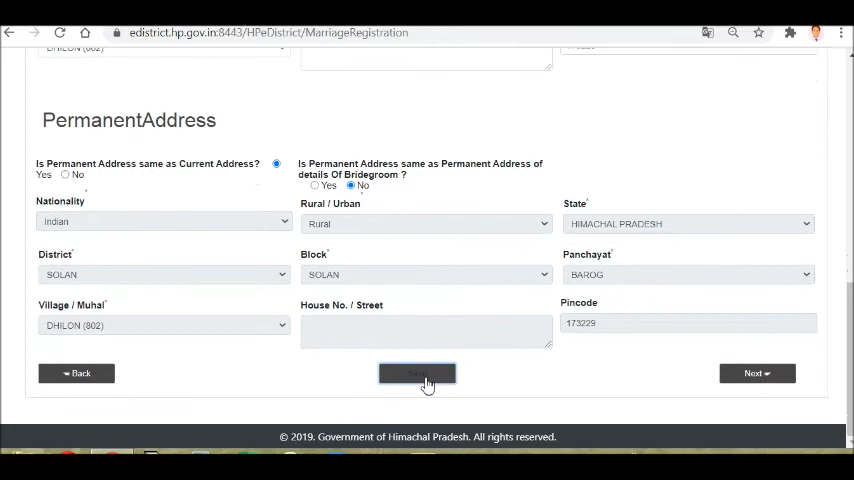 edistrict.hp.gov.in:8443/HPeDistrict/MarriageRegistration
DHILON (802)
173229
PermanentAddress
Is Permanent Address same as Current Address?
Yes No
Is Permanent Address same as Permanent Address of
details Of Bridegroom ?
Yes No
Nationality* Rural / Urban* State*
Indian Rural HIMACHAL PRADESH
District* Block* Panchayat*
SOLAN SOLAN BAROG
Village / Muhal* House No. / Street Pincode
DHILON (802) 173229
Back Save Next
© 2019. Government of Himachal Pradesh. All rights reserved.